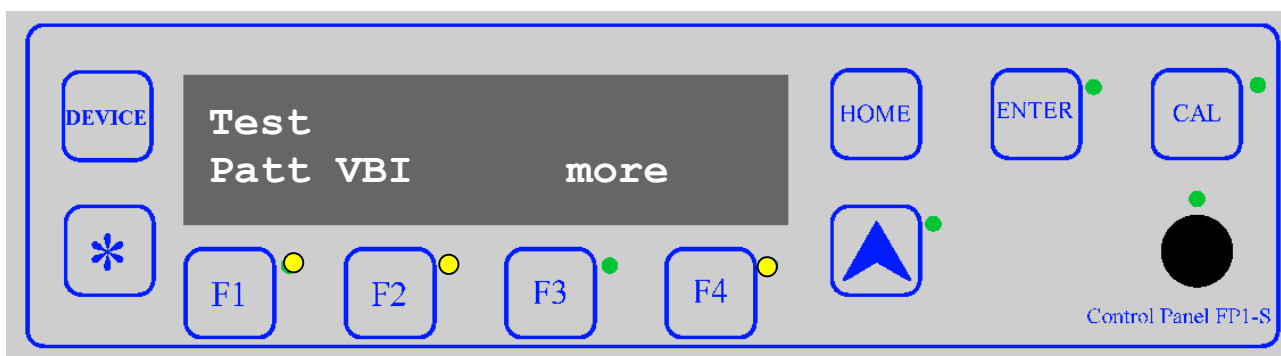 DEVICE
Test
Patt VBI more
HOME
ENTER
CAL
*
F1
F2
F3
F4
Control Panel FP1-S